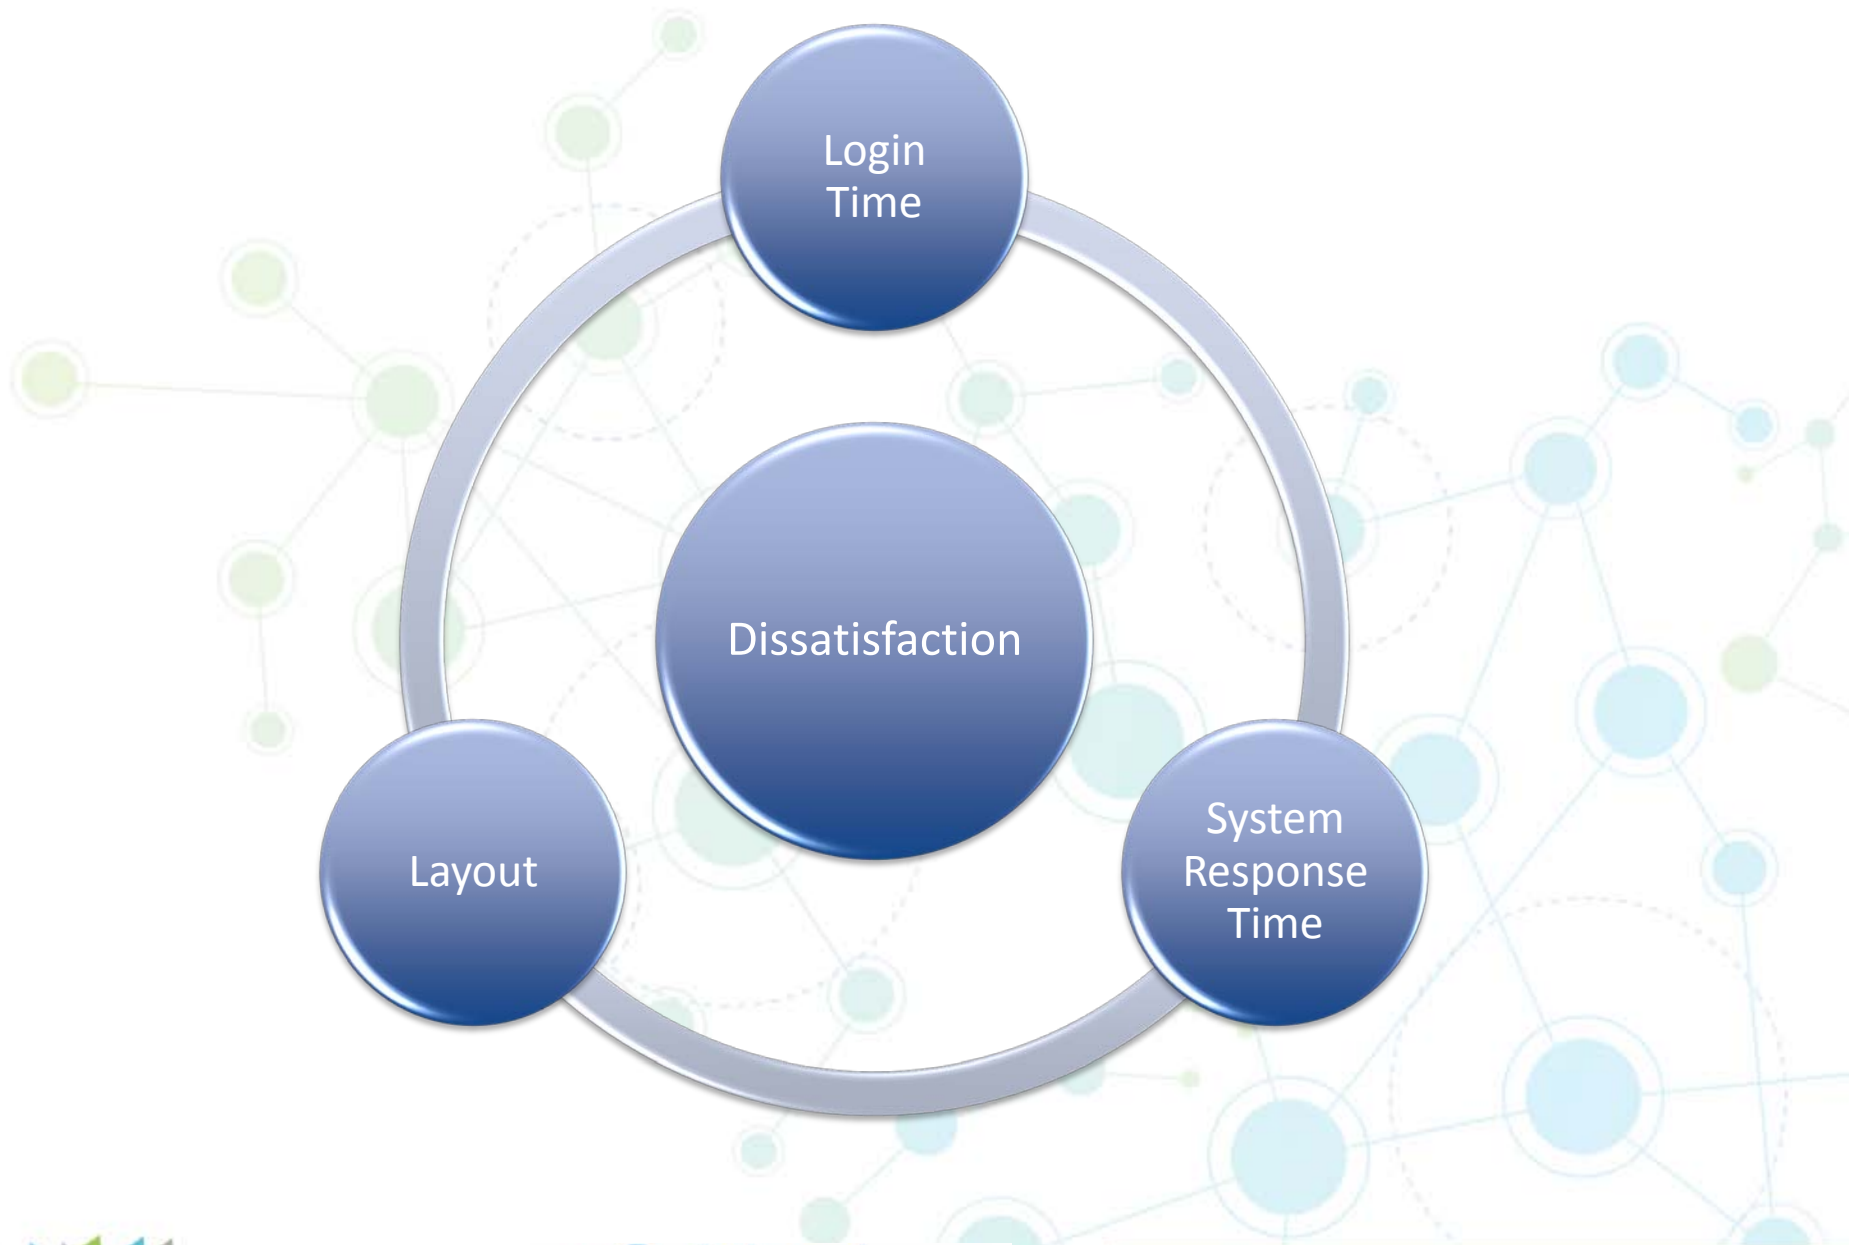 Login
Time
Dissatisfaction
Layout
System
Response
Time